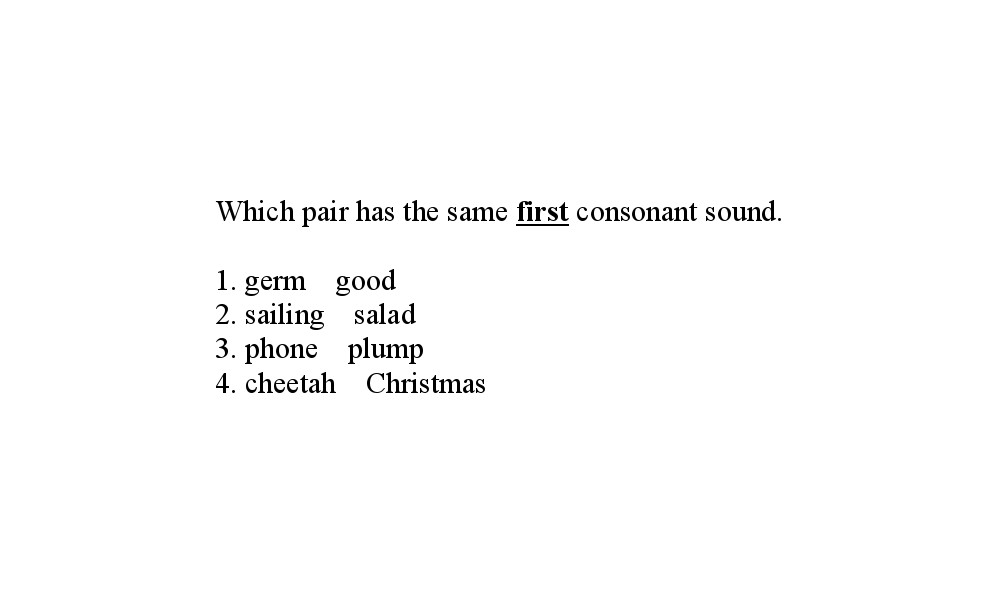 Which pair has the same first consonant sound.
1. germ good
2. sailing salad
3. phone plump
4. cheetah Christmas